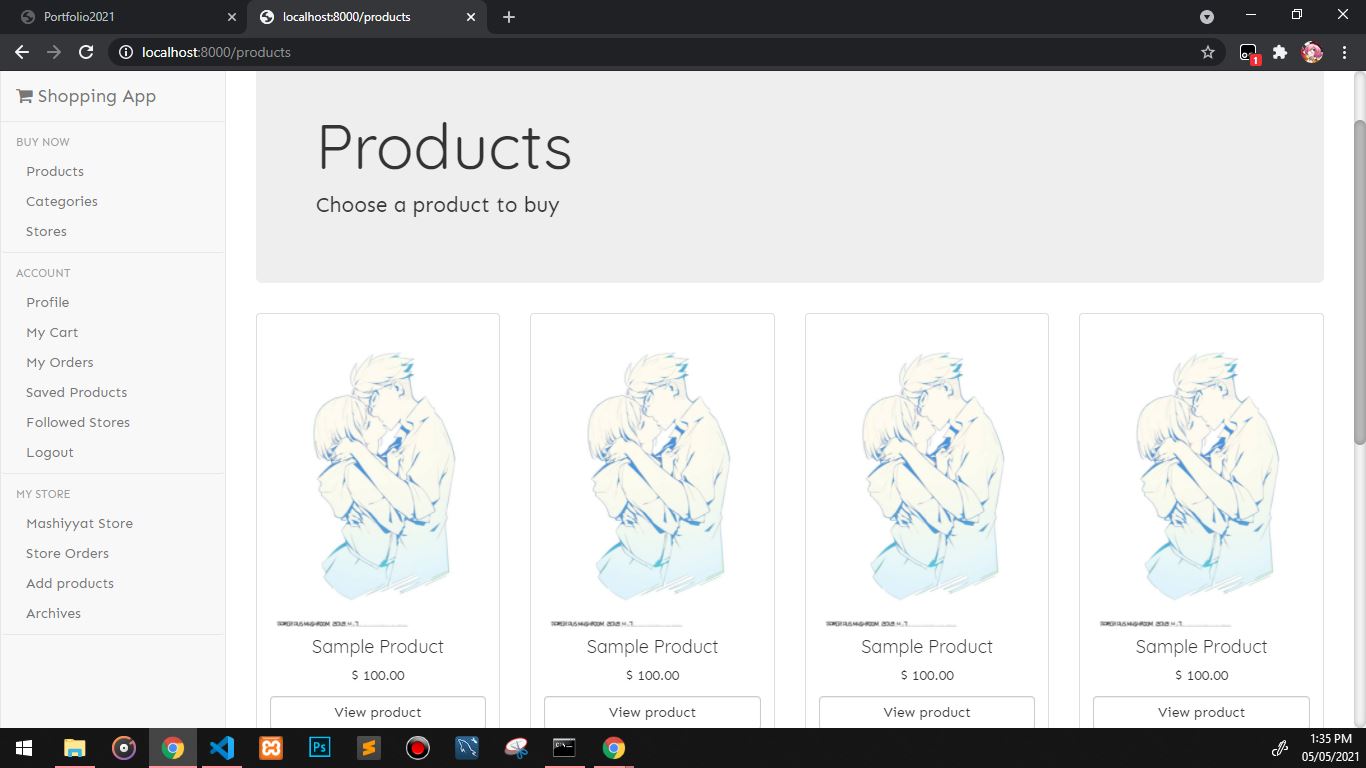 Portfolio2021
localhost:8000/products
localhost:8000/products
1
Shopping App
BUY NOW
Products
Categories
Stores
ACCOUNT
Profile
My Cart
My Orders
Saved Products
Followed Stores
Logout
MY STORE
Mashiyyat Store
Store Orders
Add products
Archives
Products
Choose a product to buy
Sample Product
$ 100.00
View product
Sample Product
$ 100.00
View product
Sample Product
$ 100.00
View product
Sample Product
$ 100.00
View product
Ps
1:35 PM
05/05/2021